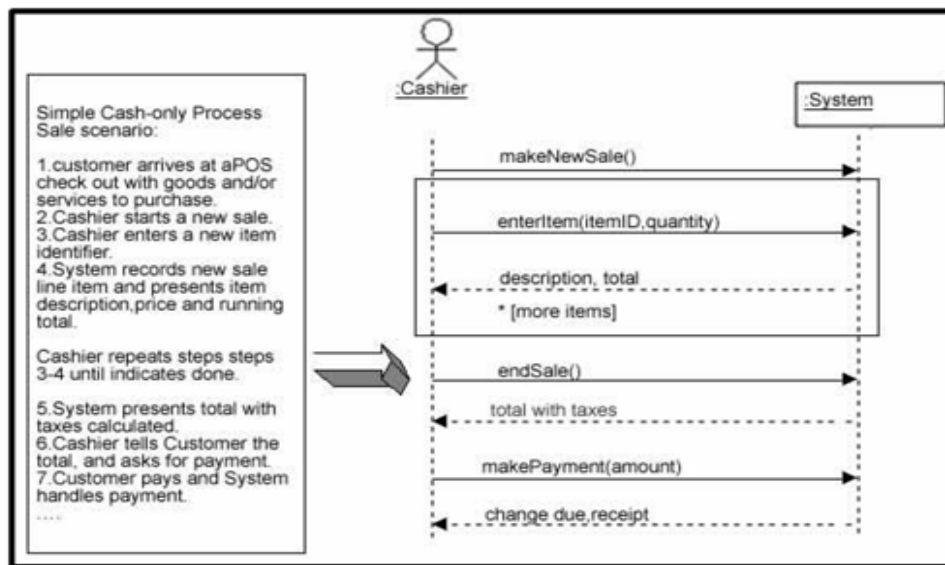 Simple Cash-only Process
Sale scenario:
1.customer arrives at aPOS
check out with goods and/or
services to purchase.
2.Cashier starts a new sale.
3.Cashier enters a new item
identifier.
4.System records new sale
line item and presents item
description,price and running
total.
Cashier repeats steps steps
3-4 until indicates done.
5.System presents total with
taxes calculated.
6.Cashier tells Customer the
total, and asks for payment.
7.Customer pays and System
handles payment.
....
:Cashier
:System
makeNewSale()
enterItem(itemID,quantity)
description, total
* [more items]
endSale()
total with taxes
makePayment(amount)
change due,receipt